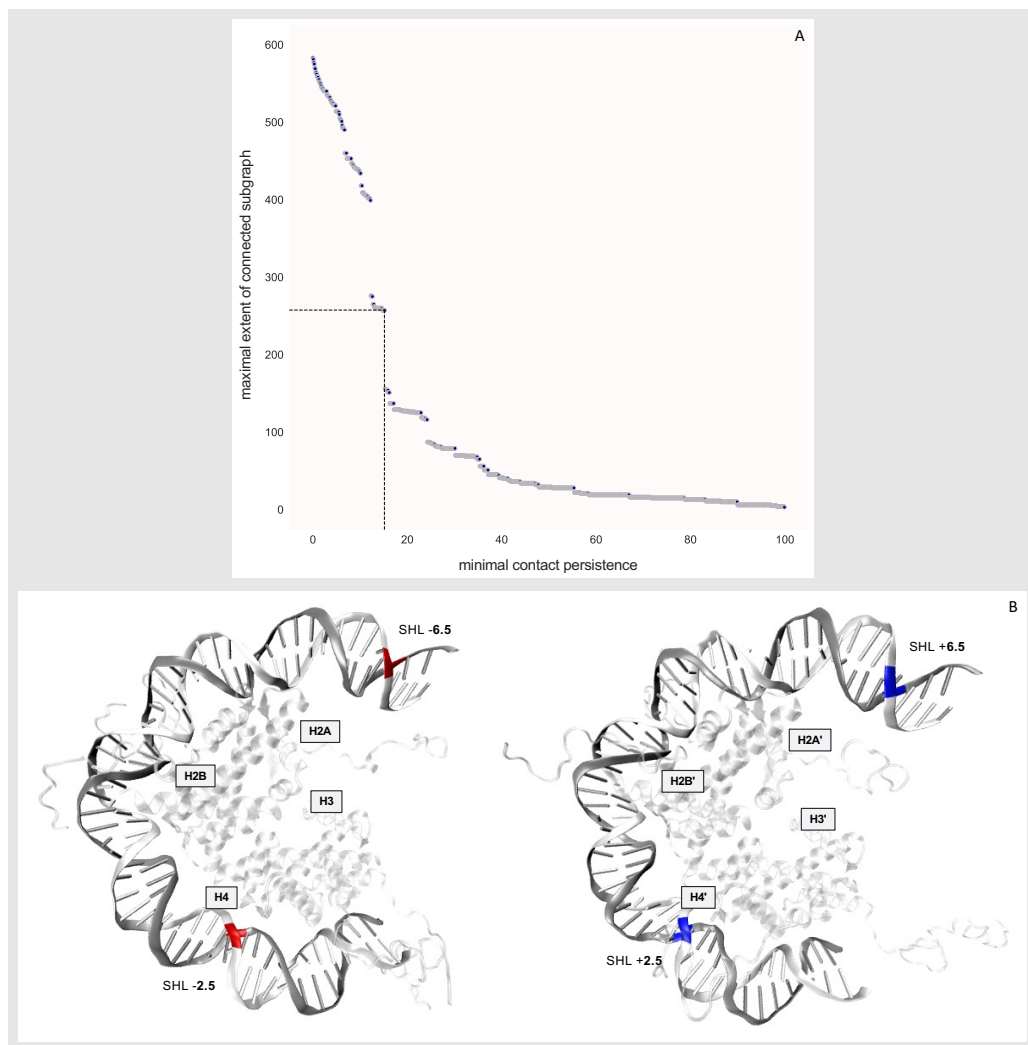 A
600
500
400
300
200
100
0
maximal extent of connected subgraph
0 20 40 60 80 100
minimal contact persistence
B
SHL -6.5
H2A
H2B
H3
H4
SHL -2.5
SHL +6.5
H2A'
H2B'
H3'
H4'
SHL +2.5